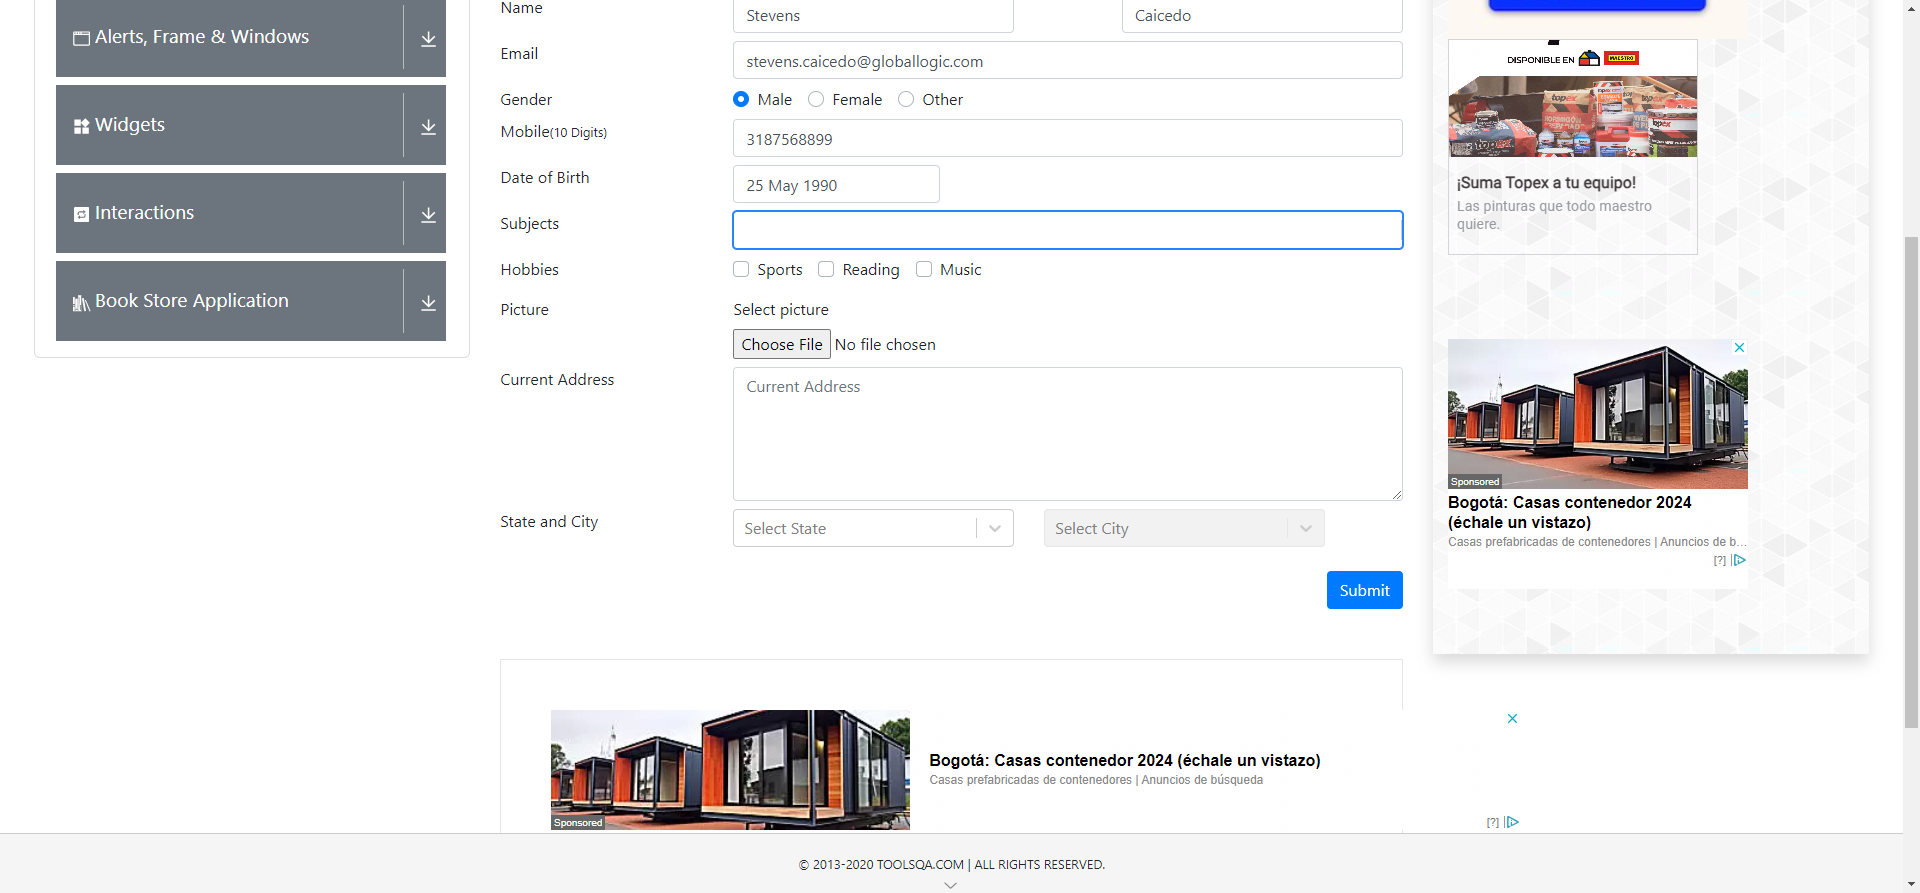 Alerts, Frame & Windows
Widgets
Interactions
Book Store Application
Name
Stevens
Caicedo
Email
stevens.caicedo@globallogic.com
Gender
Male
Female
Other
Mobile(10 Digits)
3187568899
Date of Birth
25 May 1990
Subjects
Hobbies
Sports
Reading
Music
Picture
Select picture
Choose File No file chosen
Current Address
Current Address
State and City
Select State
Select City
Submit
DISPONIBLE EN
MAESTRO
topex
¡Suma Topex a tu equipo!
Las pinturas que todo maestro
quiere.
Sponsored
Bogotá: Casas contenedor 2024
(échale un vistazo)
Casas prefabricadas de contenedores | Anuncios de b...
[?]
Sponsored
Bogotá: Casas contenedor 2024 (échale un vistazo)
Casas prefabricadas de contenedores | Anuncios de búsqueda
[?]
© 2013-2020 TOOLSQA.COM | ALL RIGHTS RESERVED.